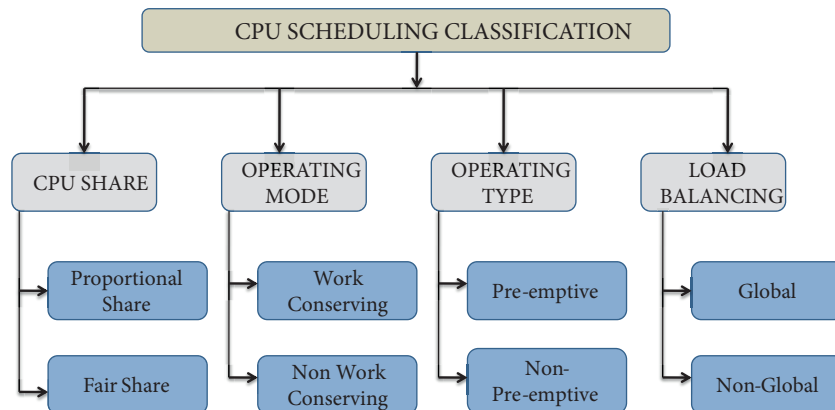 CPU SCHEDULING CLASSIFICATION
CPU SHARE
OPERATING
MODE
OPERATING
TYPE
LOAD
BALANCING
Proportional
Share
Work
Conserving
Pre-emptive
Global
Fair Share
Non Work
Conserving
Non-
Pre-emptive
Non-Global